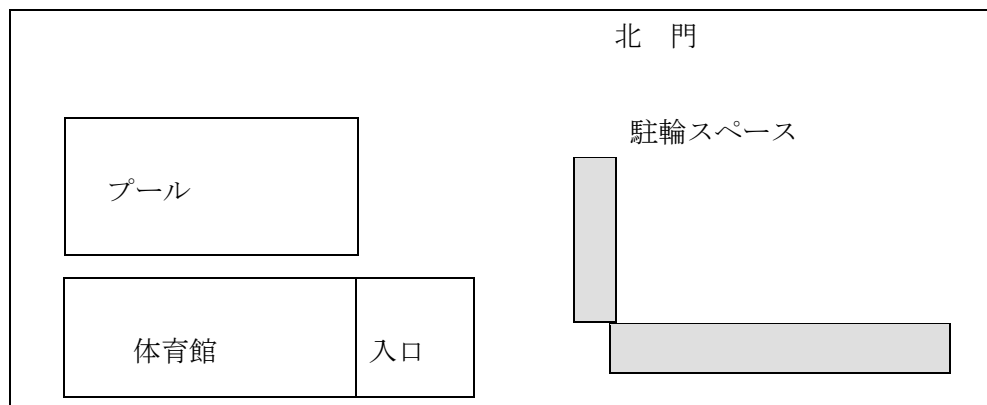 北　門
駐輪スペース
プール
体育館
入口